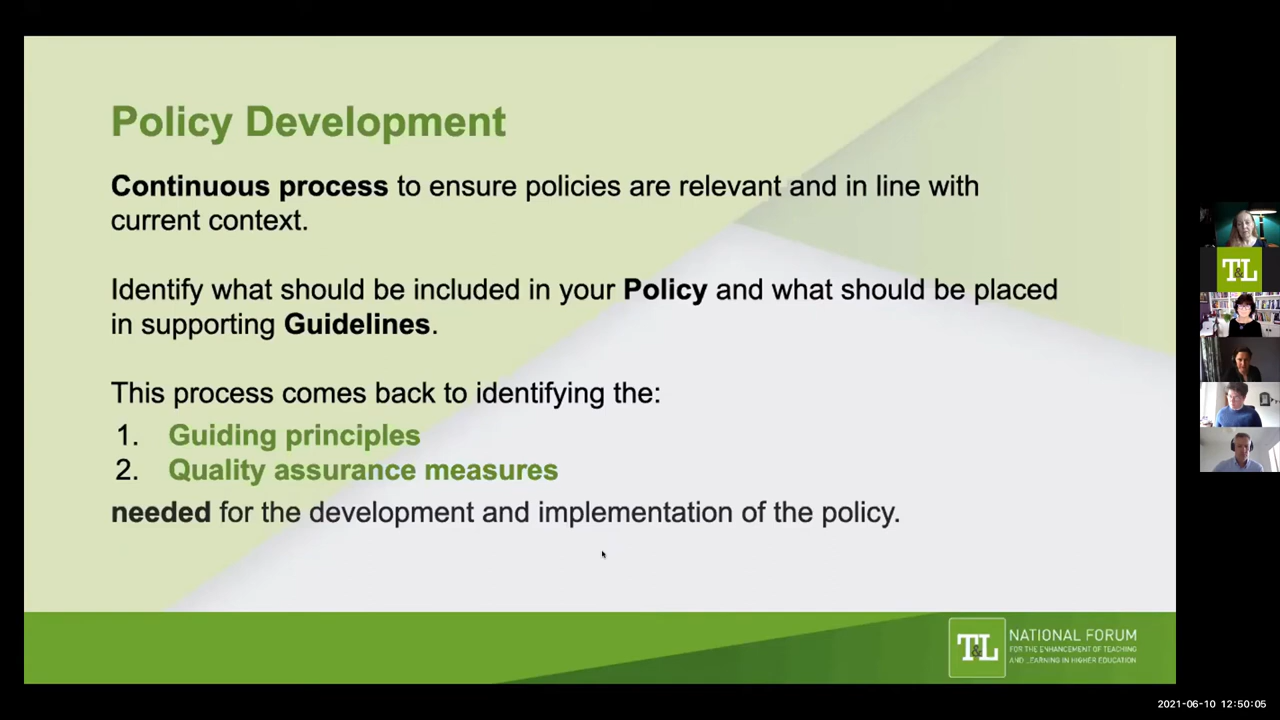 Policy Development
Continuous process to ensure policies are relevant and in line with
current context.
Identify what should be included in your Policy and what should be placed
in supporting Guidelines.
This process comes back to identifying the:
1. Guiding principles
2. Quality assurance measures
needed for the development and implementation of the policy.
T&L
T&L
NATIONAL FORUM
FOR THE ENHANCEMENT OF TEACHING
AND LEARNING IN HIGHER EDUCATION
2021-06-10 12:50:05